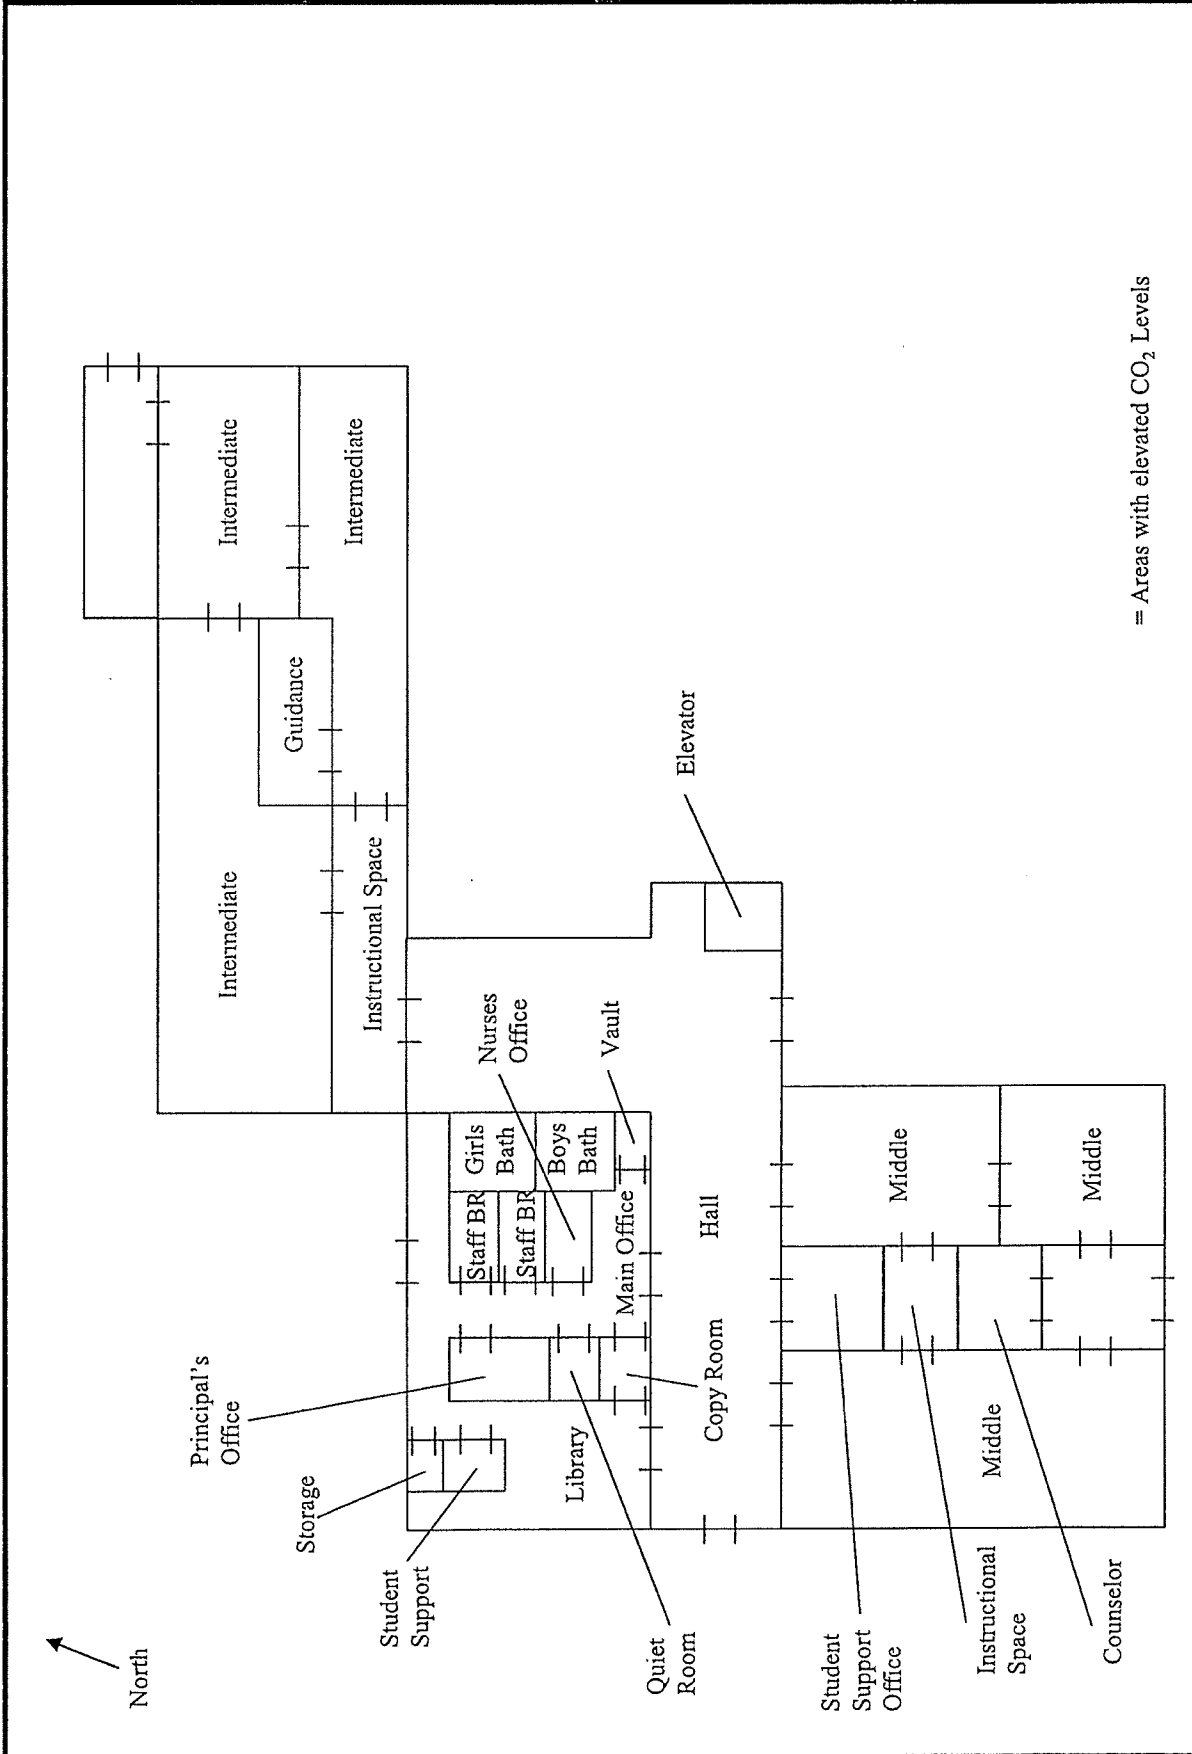 North
Storage
Principal's
Office
Student
Support
Library
Quiet
Room
Copy Room
Main Office
Staff BR
Staff BR
Girls
Bath
Boys
Bath
Nurses
Office
Vault
Hall
Elevator
Intermediate
Instructional Space
Guidance
Intermediate
Intermediate
Student
Support
Office
Instructional
Space
Counselor
Middle
Middle
Middle
= Areas with elevated CO₂ Levels